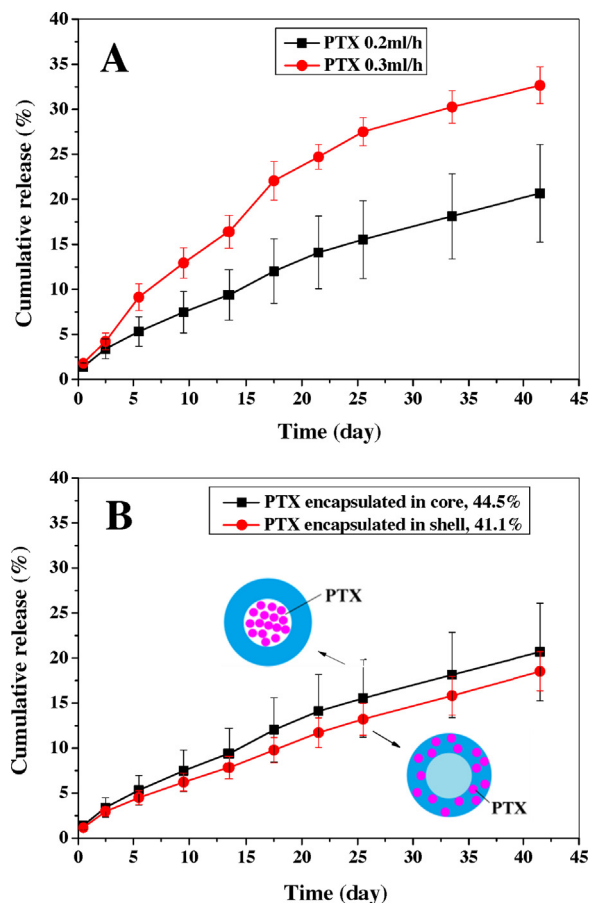 A
PTX 0.2ml/h
PTX 0.3ml/h
40
35
30
25
20
15
10
5
0
Cumulative release (%)
0 5 10 15 20 25 30 35 40 45
Time (day)
B
PTX encapsulated in core, 44.5%
PTX encapsulated in shell, 41.1%
40
35
30
25
20
15
10
5
0
Cumulative release (%)
PTX
PTX
0 5 10 15 20 25 30 35 40 45
Time (day)